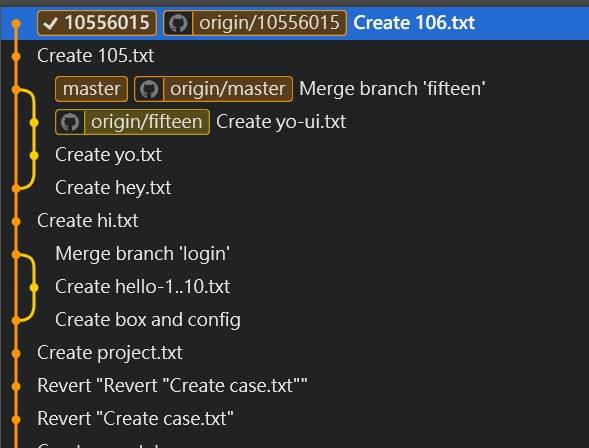 ✓ 10556015 origin/10556015 Create 106.txt
Create 105.txt
master origin/master Merge branch 'fifteen'
origin/fifteen Create yo-ui.txt
Create yo.txt
Create hey.txt
Create hi.txt
Merge branch 'login'
Create hello-1..10.txt
Create box and config
Create project.txt
Revert "Revert "Create case.txt""
Revert "Create case.txt"